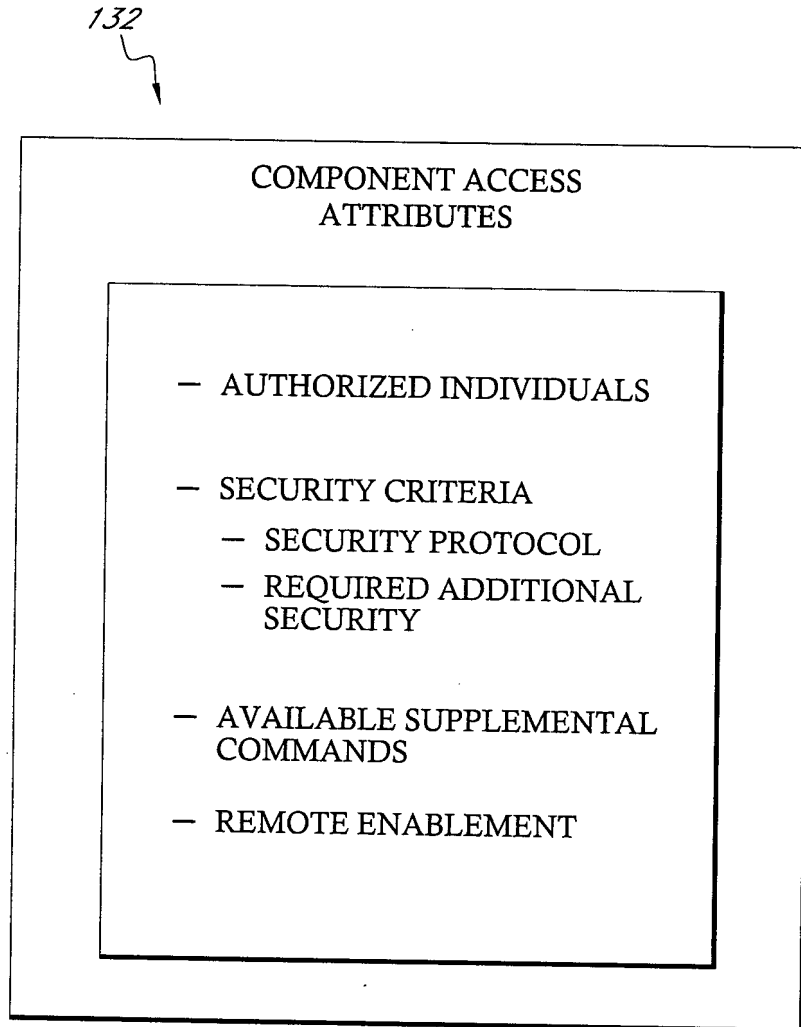 132
COMPONENT ACCESS
ATTRIBUTES
— AUTHORIZED INDIVIDUALS
— SECURITY CRITERIA
— SECURITY PROTOCOL
— REQUIRED ADDITIONAL
SECURITY
— AVAILABLE SUPPLEMENTAL
COMMANDS
— REMOTE ENABLEMENT